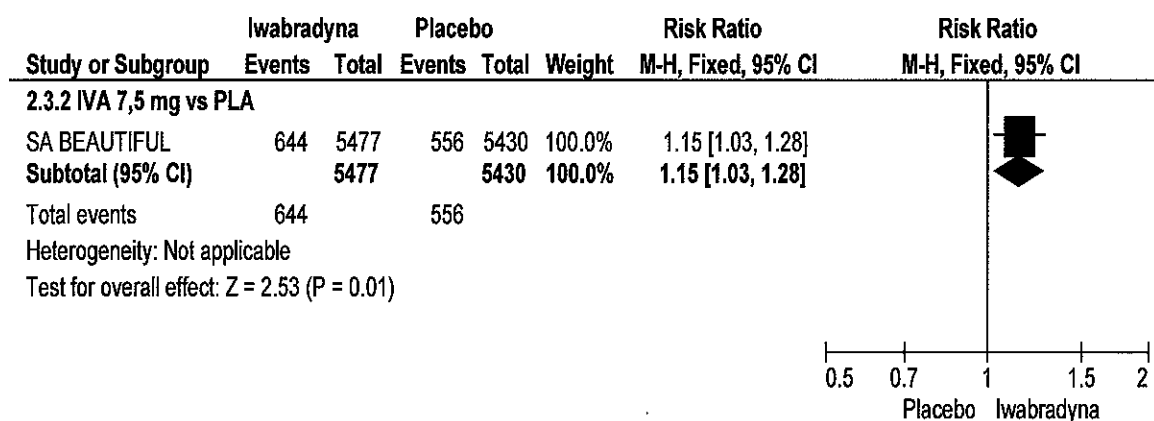 Iwabradyna Placebo Risk Ratio Risk Ratio
Study or Subgroup Events Total Events Total Weight M-H, Fixed, 95% CI M-H, Fixed, 95% CI
2.3.2 IVA 7,5 mg vs PLA
SA BEAUTIFUL 644 5477 556 5430 100.0% 1.15 [1.03, 1.28]
Subtotal (95% CI) 5477 5430 100.0% 1.15 [1.03, 1.28]
Total events 644 556
Heterogeneity: Not applicable
Test for overall effect: Z = 2.53 (P = 0.01)
0.5 0.7 1 1.5 2
Placebo Iwabradyna